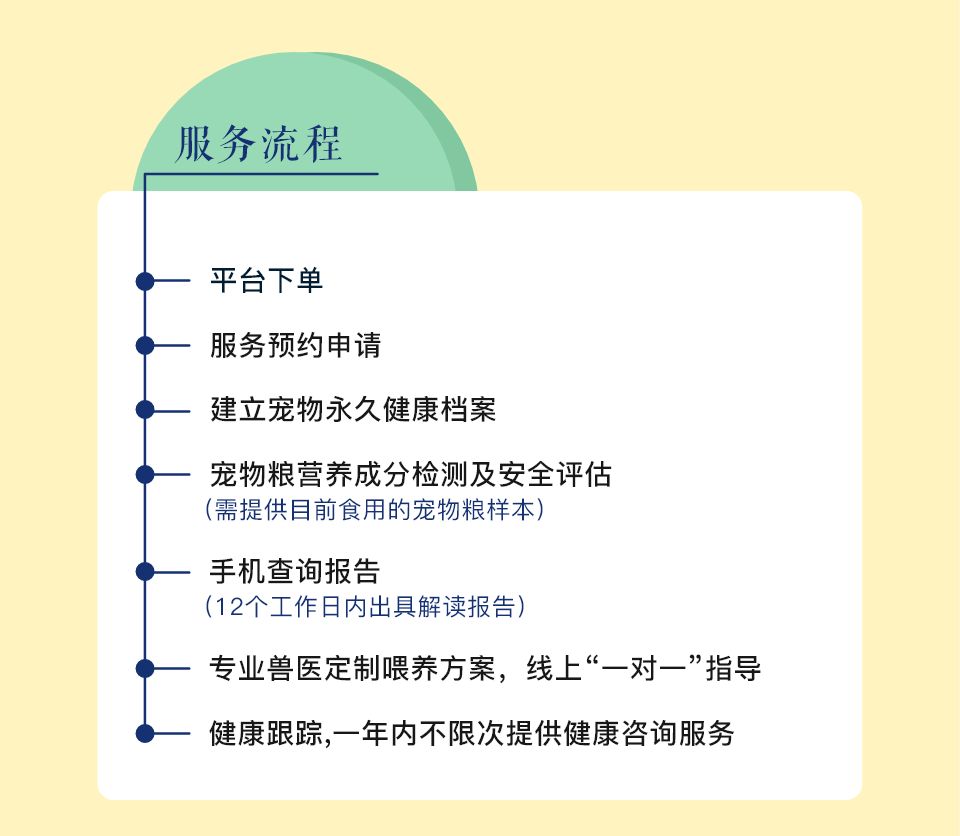 服务流程
平台下单
服务预约申请
建立宠物永久健康档案
宠物粮营养成分检测及安全评估
（需提供目前食用的宠物粮样本）
手机查询报告
（12个工作日内出具解读报告）
专业兽医定制喂养方案，线上“一对一”指导
健康跟踪,一年内不限次提供健康咨询服务